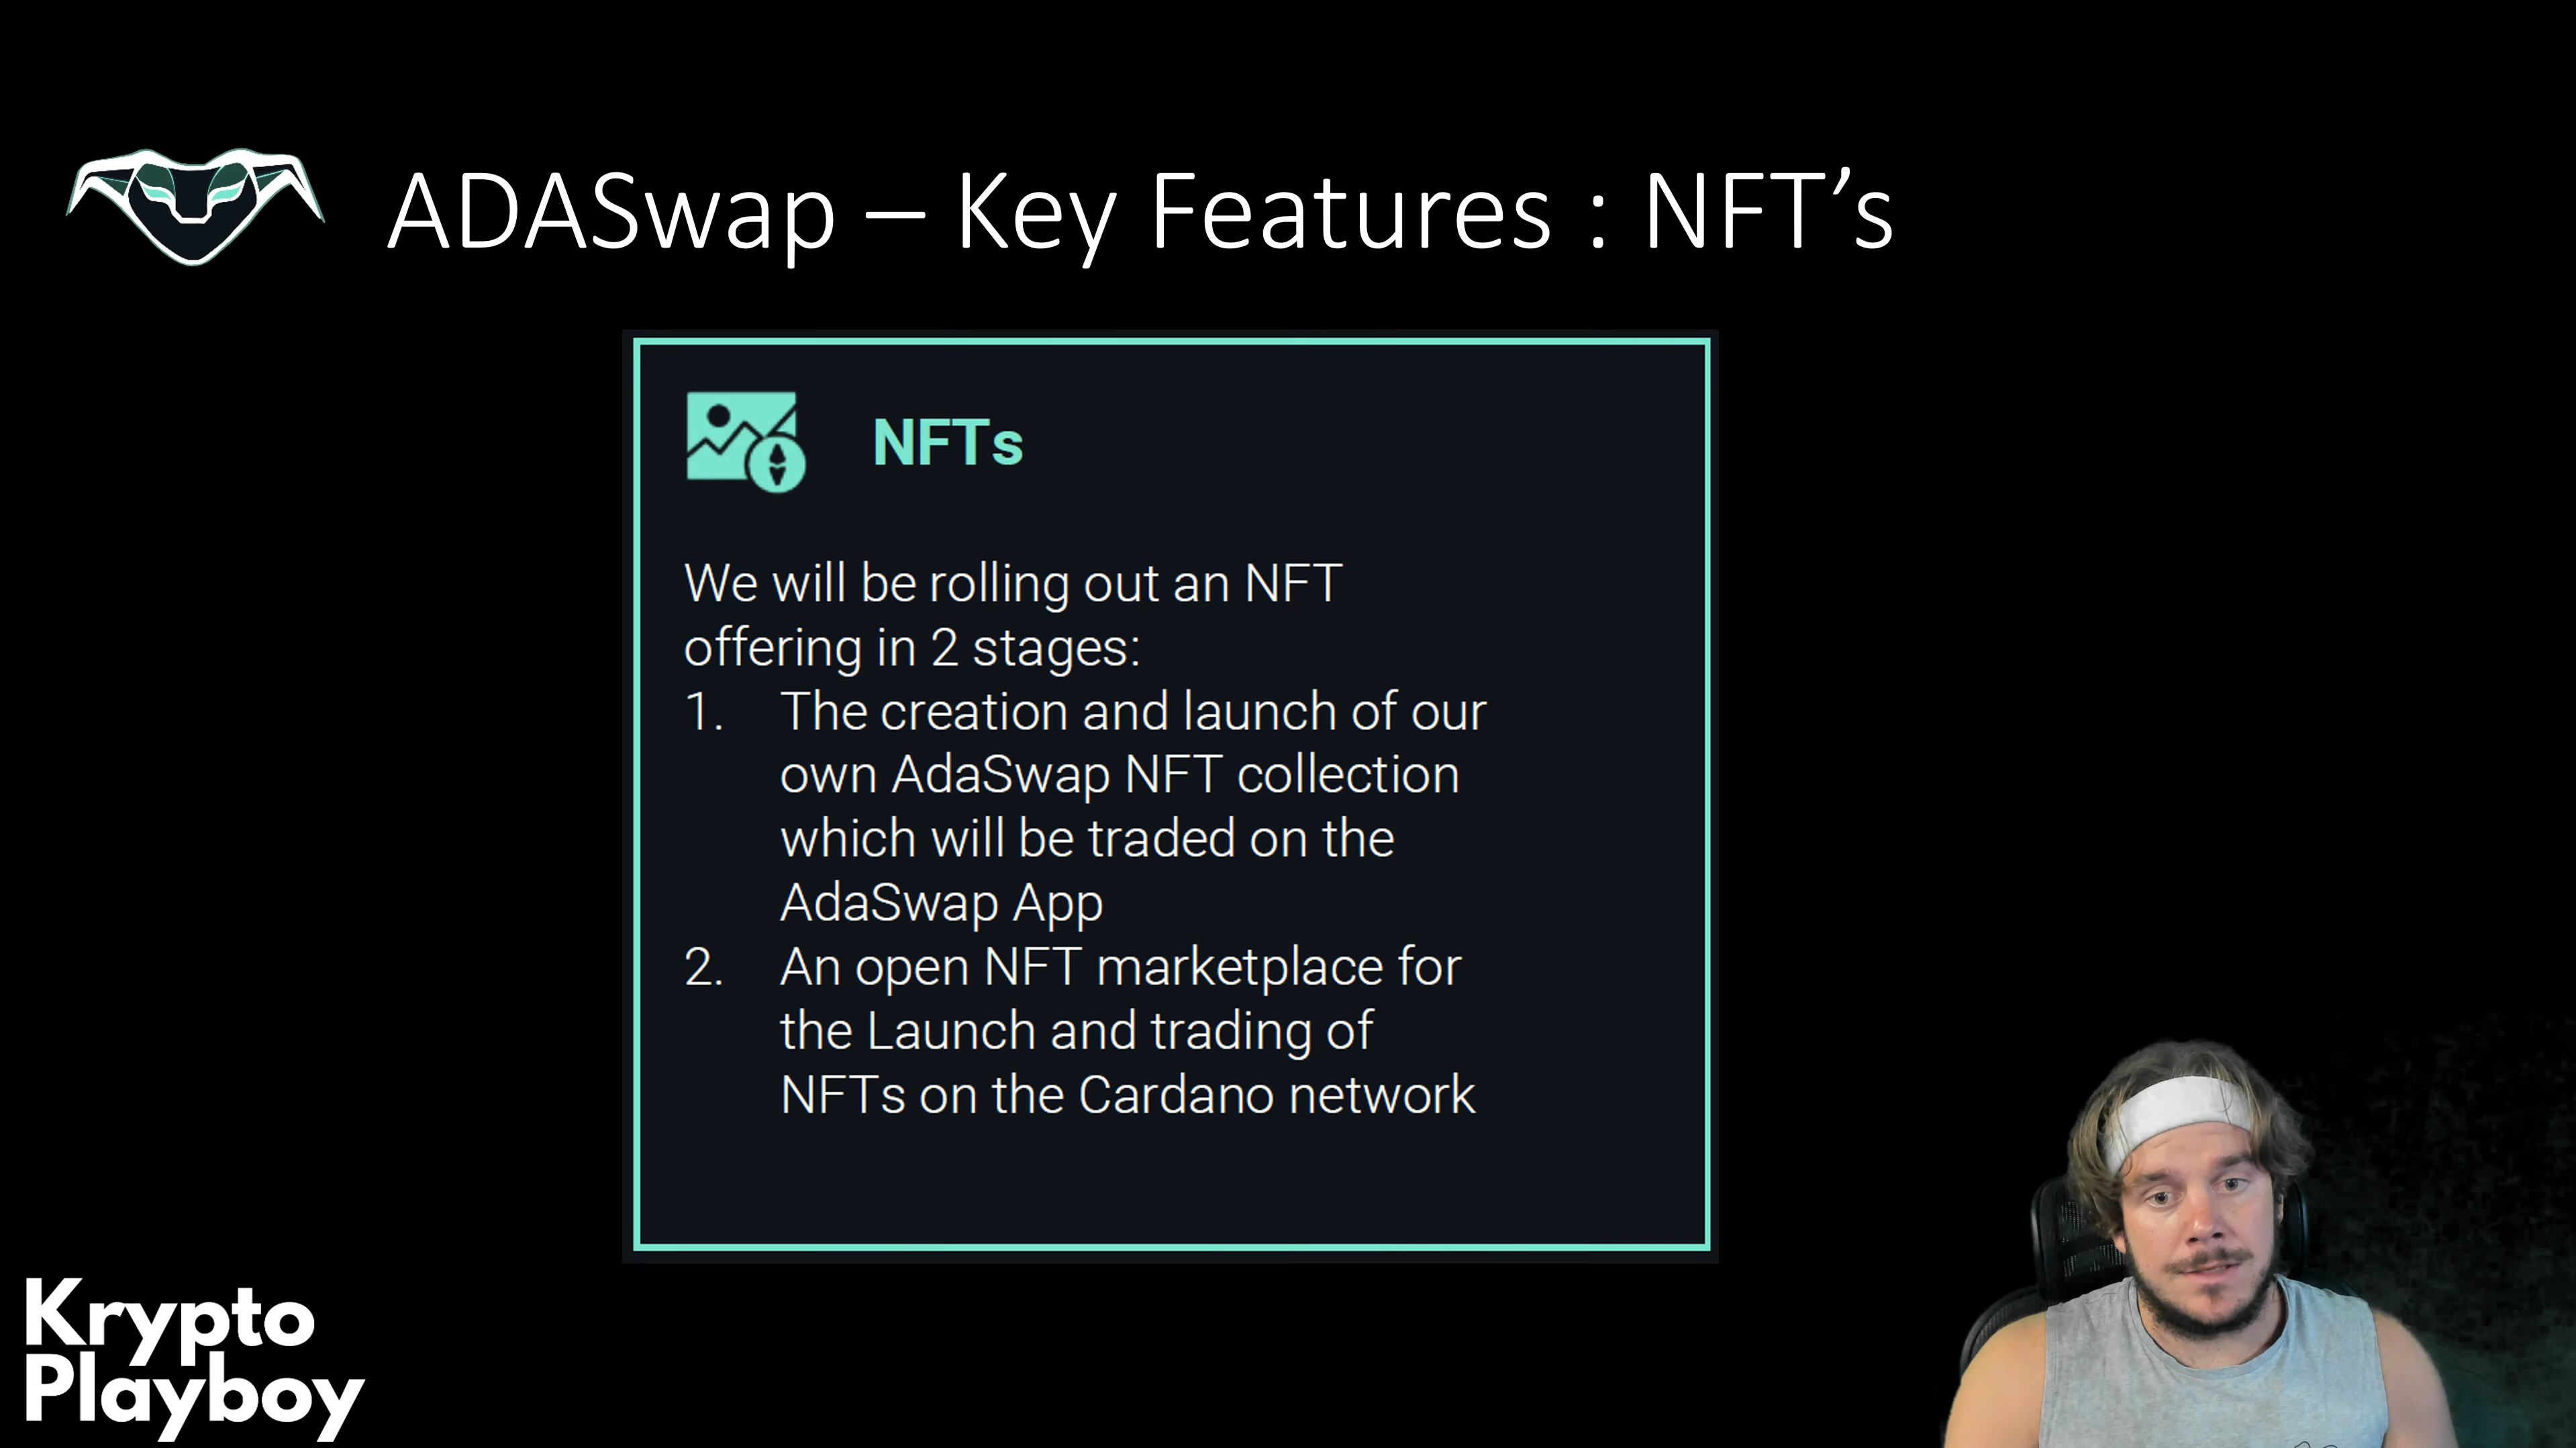 ADASwap – Key Features : NFT’s
NFTs
We will be rolling out an NFT
offering in 2 stages:
1. The creation and launch of our
own AdaSwap NFT collection
which will be traded on the
AdaSwap App
2. An open NFT marketplace for
the Launch and trading of
NFTs on the Cardano network
Krypto
Playboy